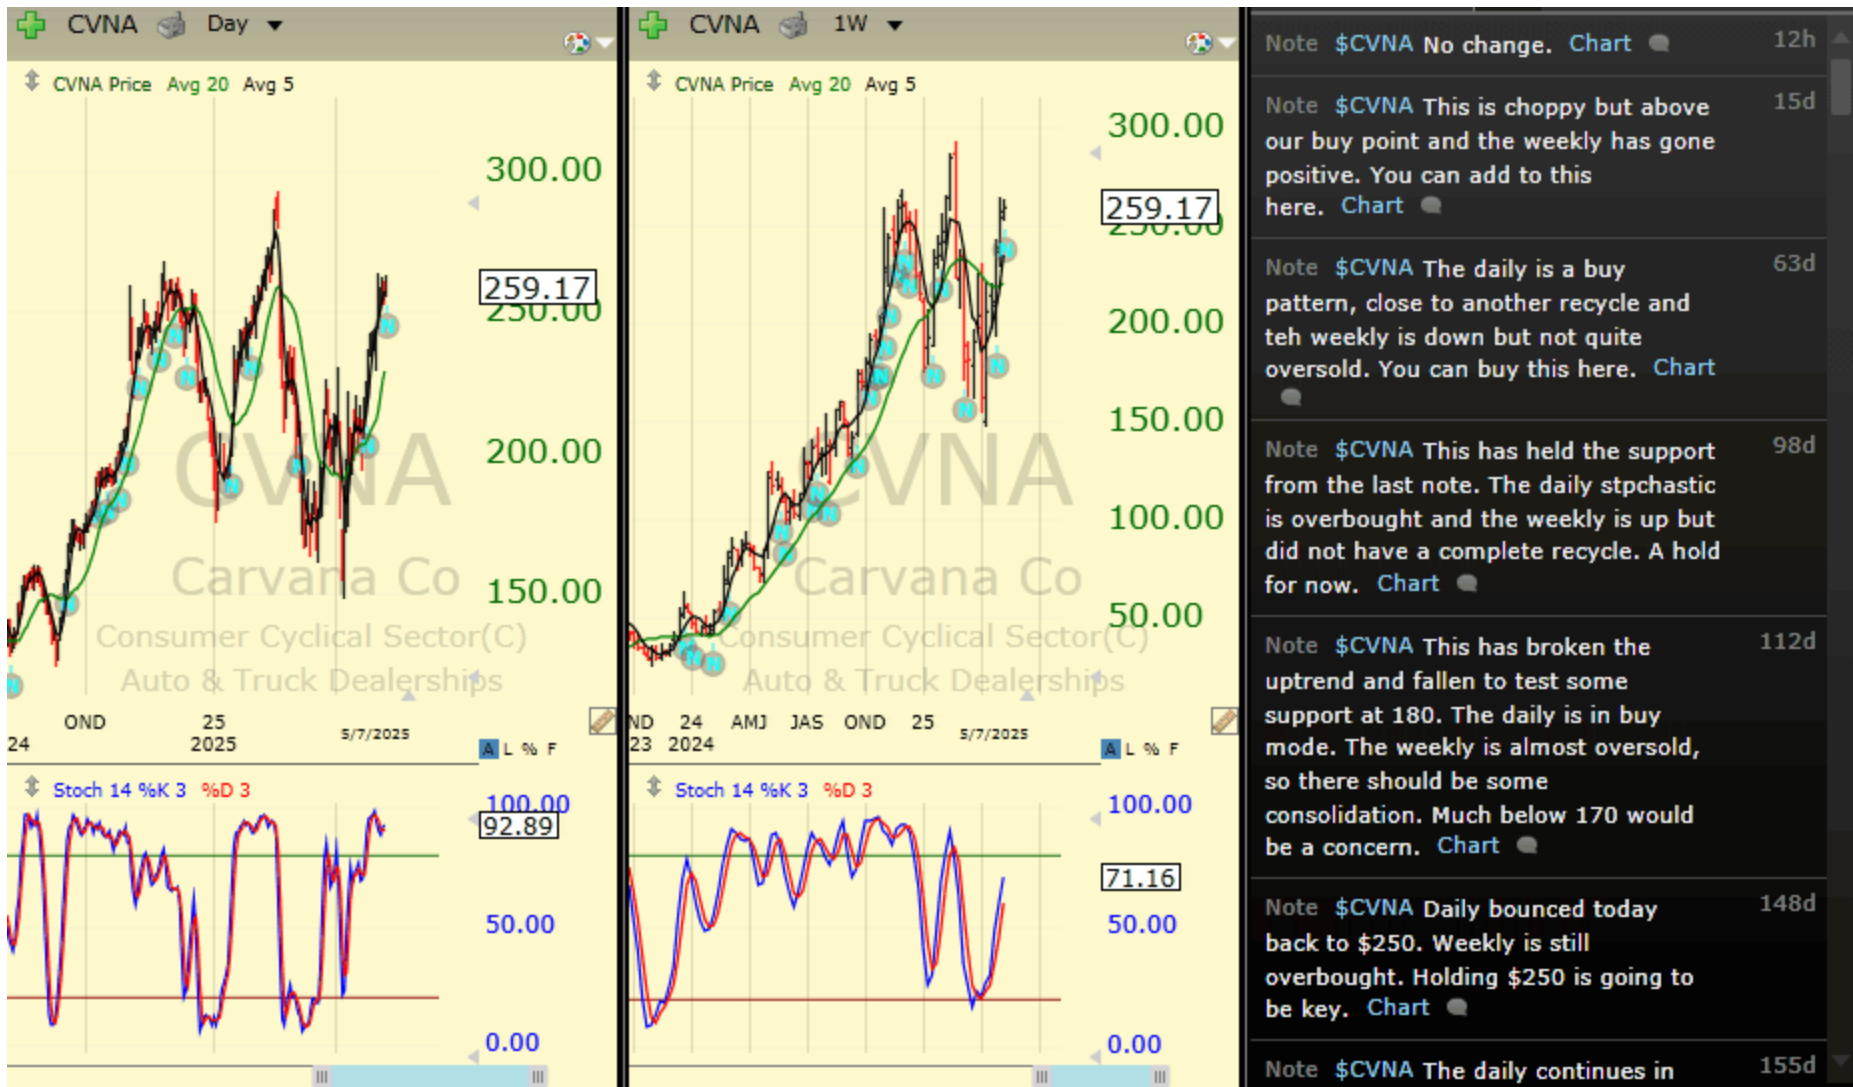 CVNA Day
CVNA Price Avg 20 Avg 5
300.00
259.17
250.00
200.00
150.00
CVNA
Carvana Co
Consumer Cyclical Sector(C)
Auto & Truck Dealerships
OND 25 5/7/2025
24 2025
A L % F
Stoch 14 %K 3 %D 3
100.00
92.89
50.00
0.00
CVNA 1W
CVNA Price Avg 20 Avg 5
300.00
259.17
250.00
200.00
150.00
100.00
50.00
CVNA
Carvana Co
Consumer Cyclical Sector(C)
Auto & Truck Dealerships
ND 24 AMJ JAS OND 25 5/7/2025
23 2024
A L % F
Stoch 14 %K 3 %D 3
100.00
71.16
50.00
0.00
Note $CVNA No change. Chart 12h
Note $CVNA This is choppy but above 15d
our buy point and the weekly has gone
positive. You can add to this
here. Chart
Note $CVNA The daily is a buy 63d
pattern, close to another recycle and
teh weekly is down but not quite
oversold. You can buy this here. Chart
Note $CVNA This has held the support 98d
from the last note. The daily stpchastic
is overbought and the weekly is up but
did not have a complete recycle. A hold
for now. Chart
Note $CVNA This has broken the 112d
uptrend and fallen to test some
support at 180. The daily is in buy
mode. The weekly is almost oversold,
so there should be some
consolidation. Much below 170 would
be a concern. Chart
Note $CVNA Daily bounced today 148d
back to $250. Weekly is still
overbought. Holding $250 is going to
be key. Chart
Note $CVNA The daily continues in 155d